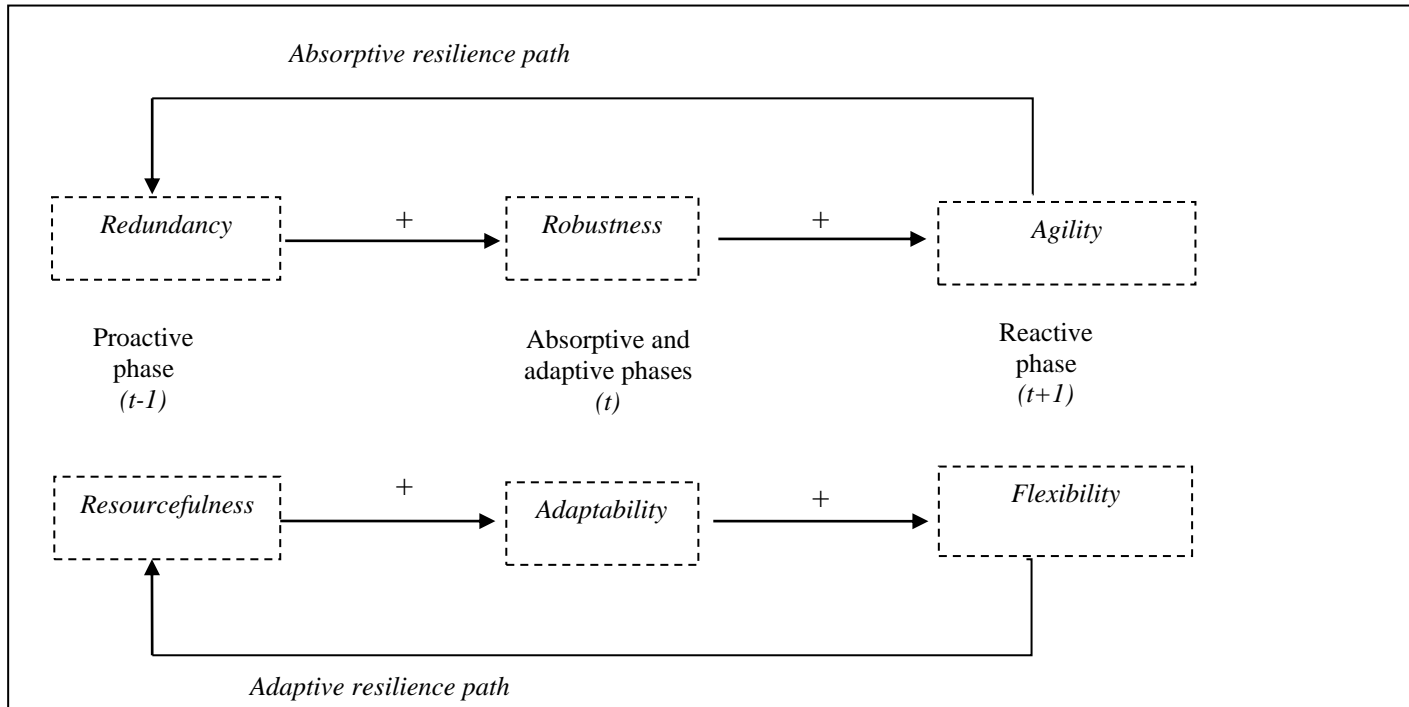 Absorptive resilience path
+
+
Redundancy
Robustness
Agility
Proactive
phase
(t-1)
Absorptive and
adaptive phases
(t)
Reactive
phase
(t+1)
+
+
Resourcefulness
Adaptability
Flexibility
Adaptive resilience path